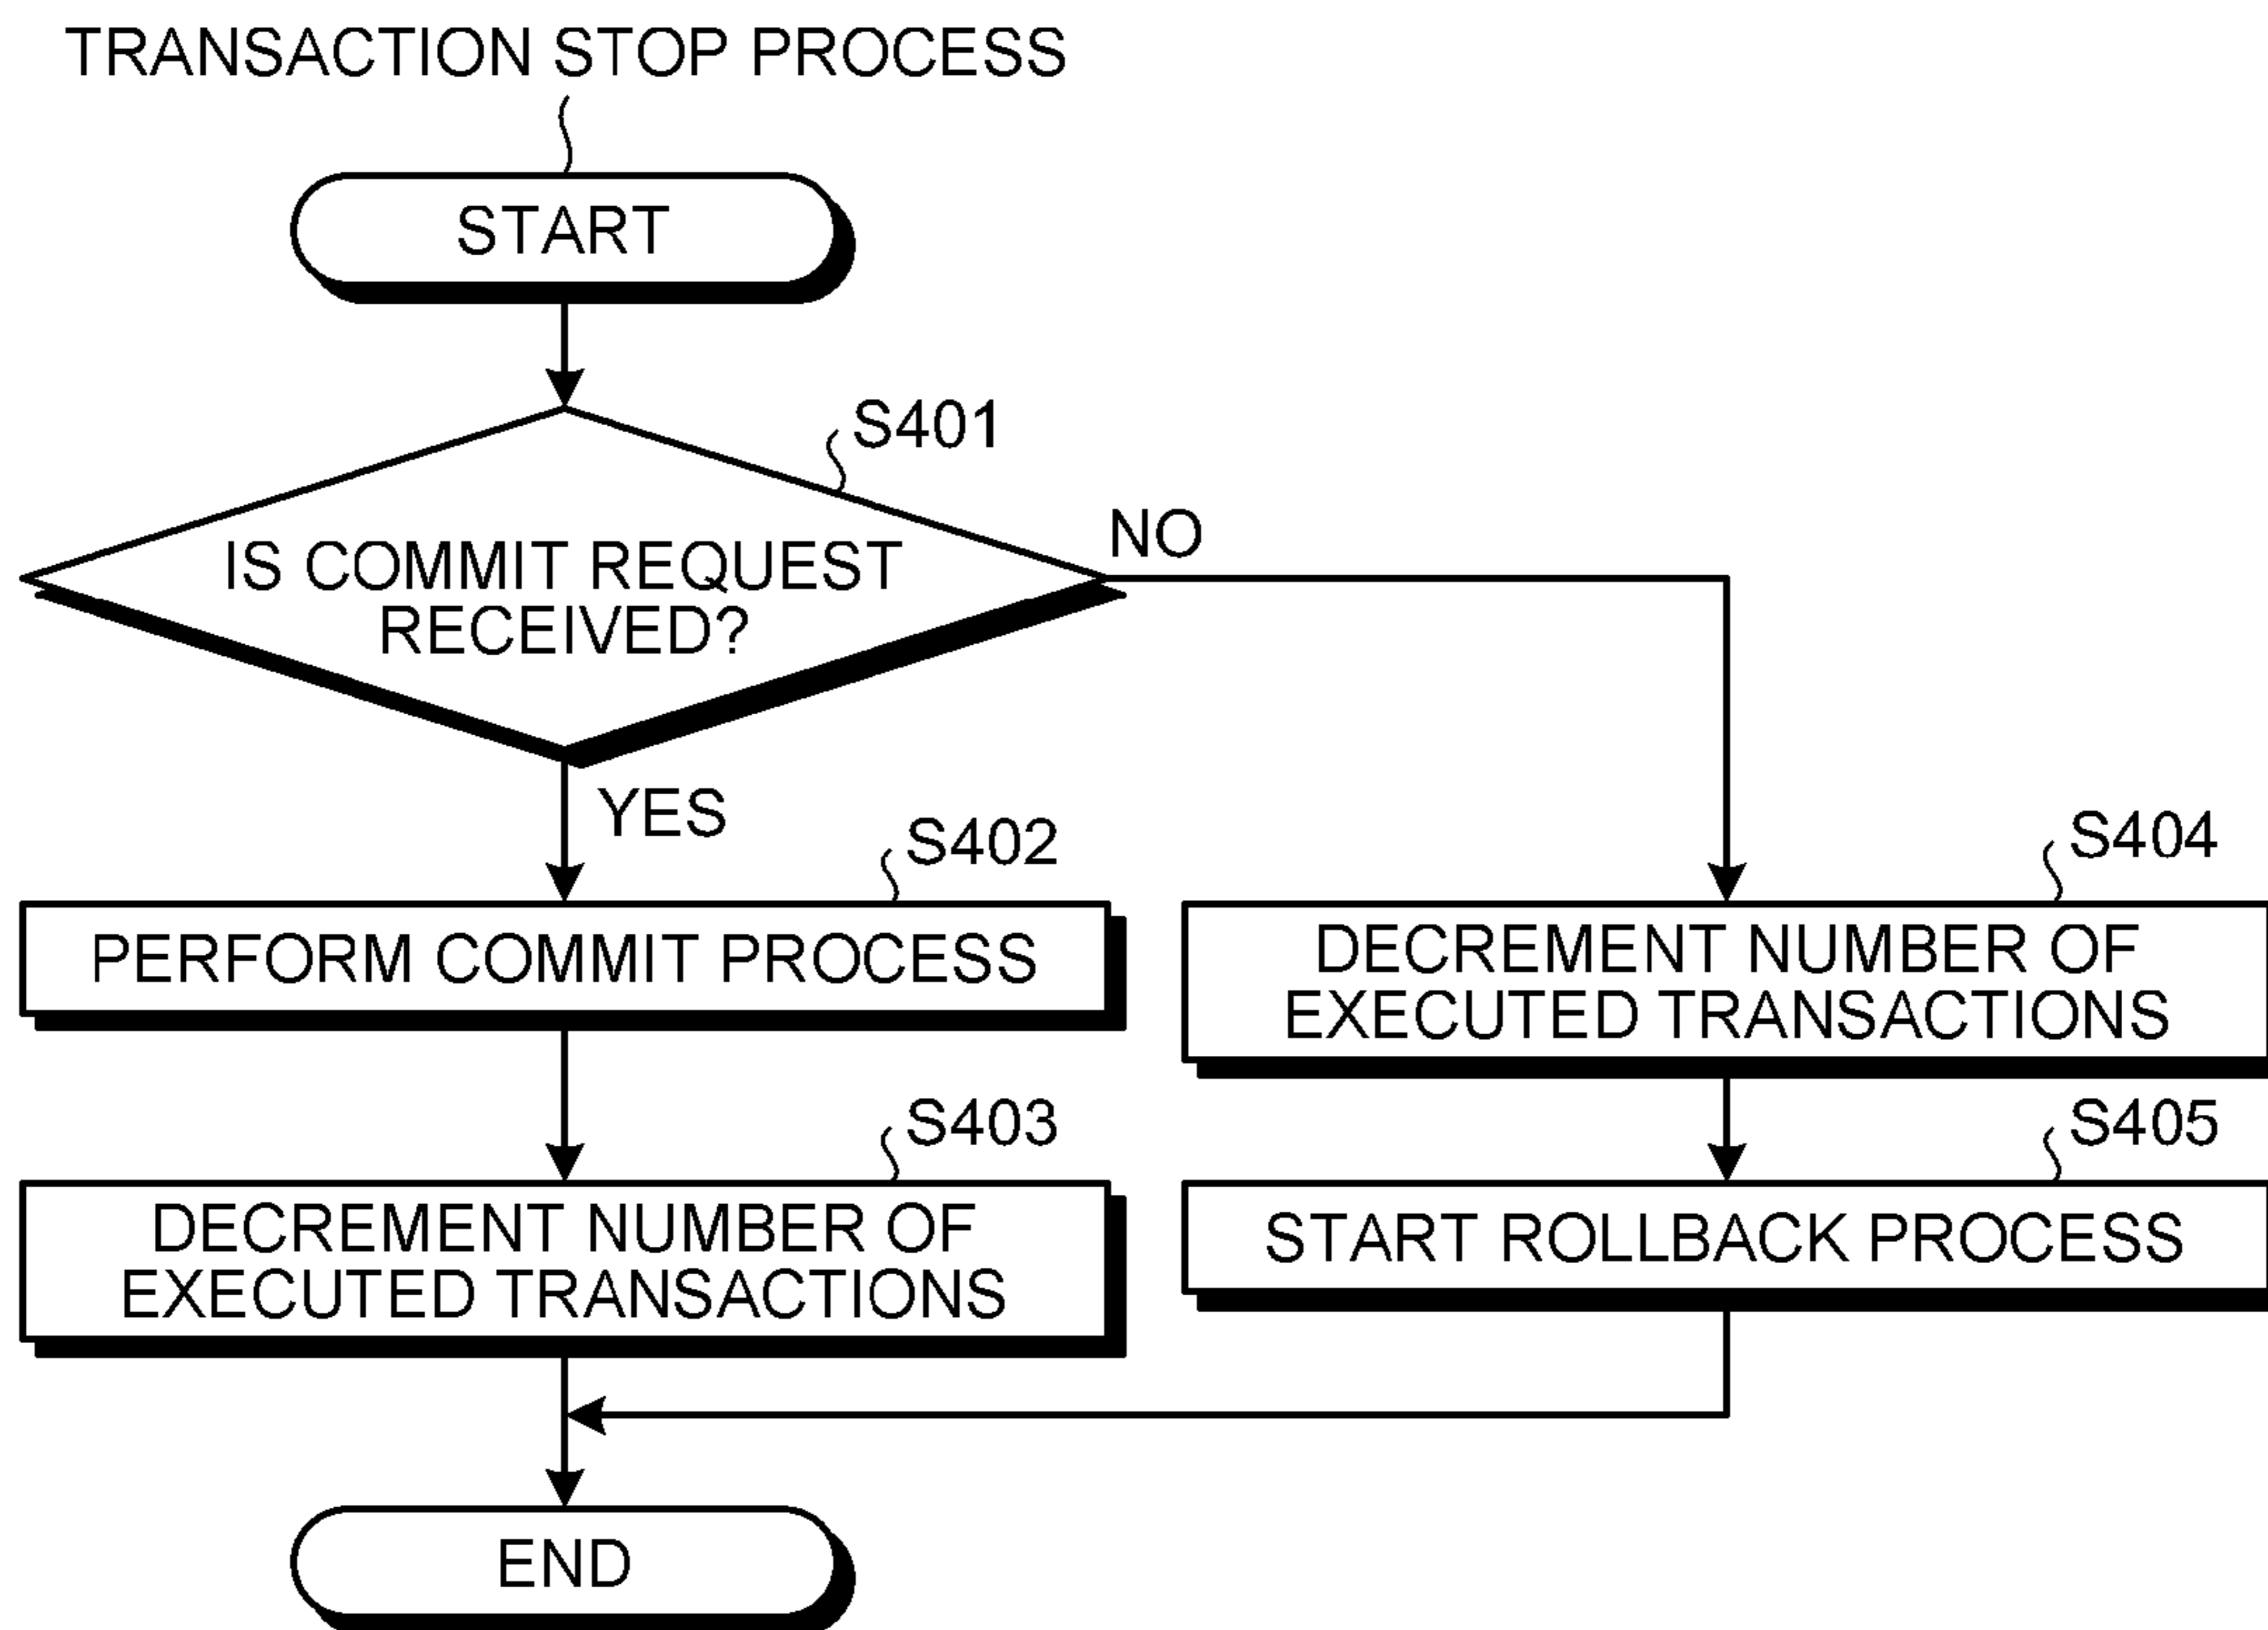 TRANSACTION STOP PROCESS
START
S401
IS COMMIT REQUEST
RECEIVED?
NO
YES
S402
PERFORM COMMIT PROCESS
S403
DECREMENT NUMBER OF
EXECUTED TRANSACTIONS
S404
DECREMENT NUMBER OF
EXECUTED TRANSACTIONS
S405
START ROLLBACK PROCESS
END